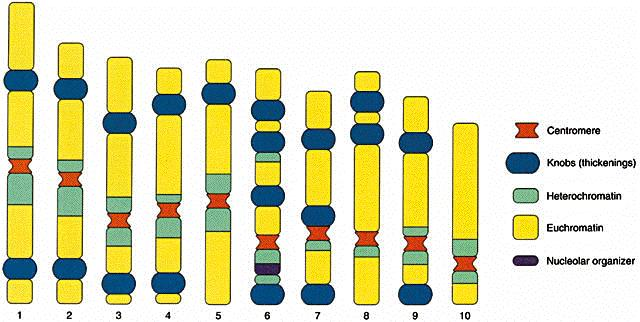 Centromere
Knobs (thickenings)
Heterochromatin
Euchromatin
Nucleolar organizer
1 2 3 4 5 6 7 8 9 10